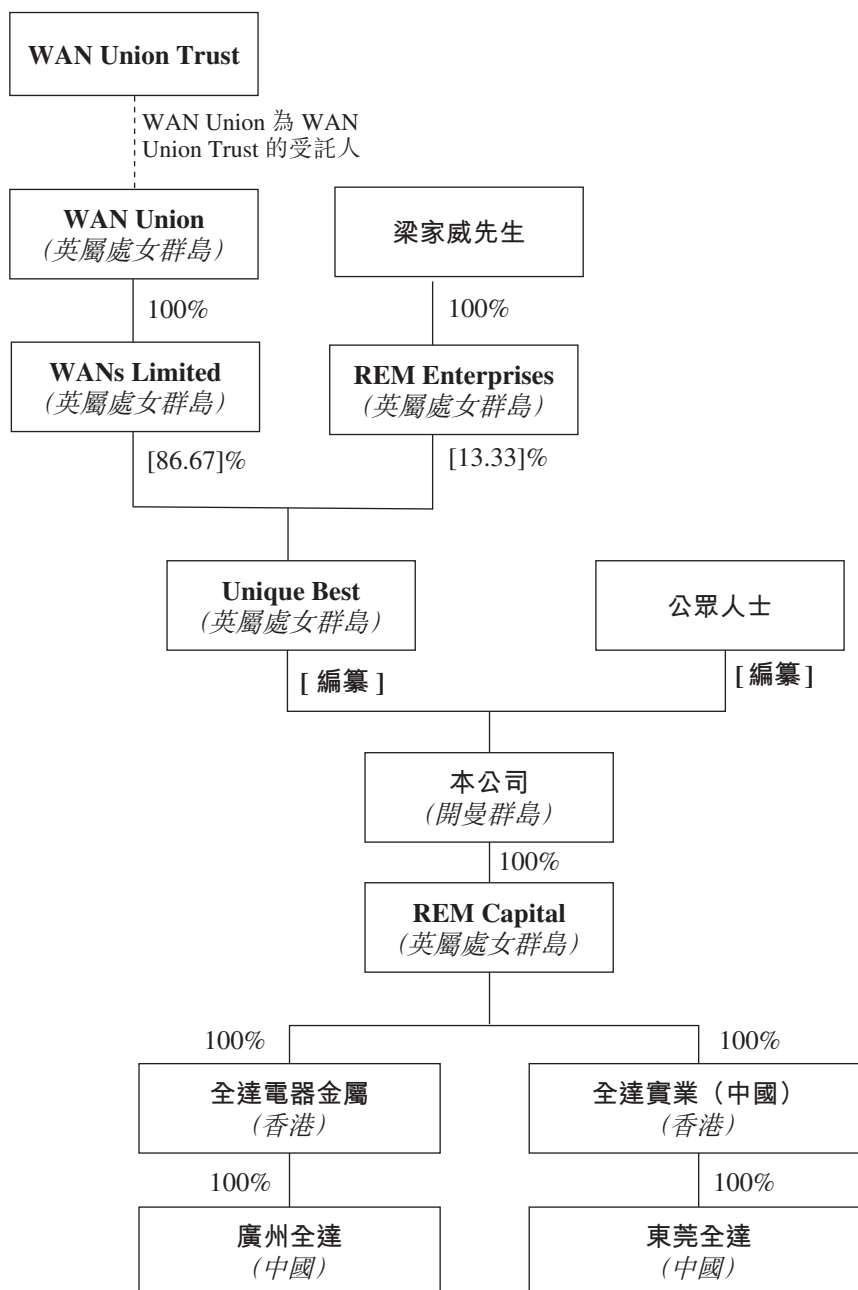 WAN Union Trust
WAN Union 為 WAN
Union Trust 的受託人
WAN Union
(英屬處女群島)
梁家威先生
100%
100%
WANs Limited
(英屬處女群島)
REM Enterprises
(英屬處女群島)
[86.67]%
[13.33]%
Unique Best
(英屬處女群島)
公眾人士
[ 編纂 ]
[ 編纂 ]
本公司
(開曼群島)
100%
REM Capital
(英屬處女群島)
100%
100%
全達電器金屬
(香港)
全達實業（中國）
(香港)
100%
100%
廣州全達
(中國)
東莞全達
(中國)